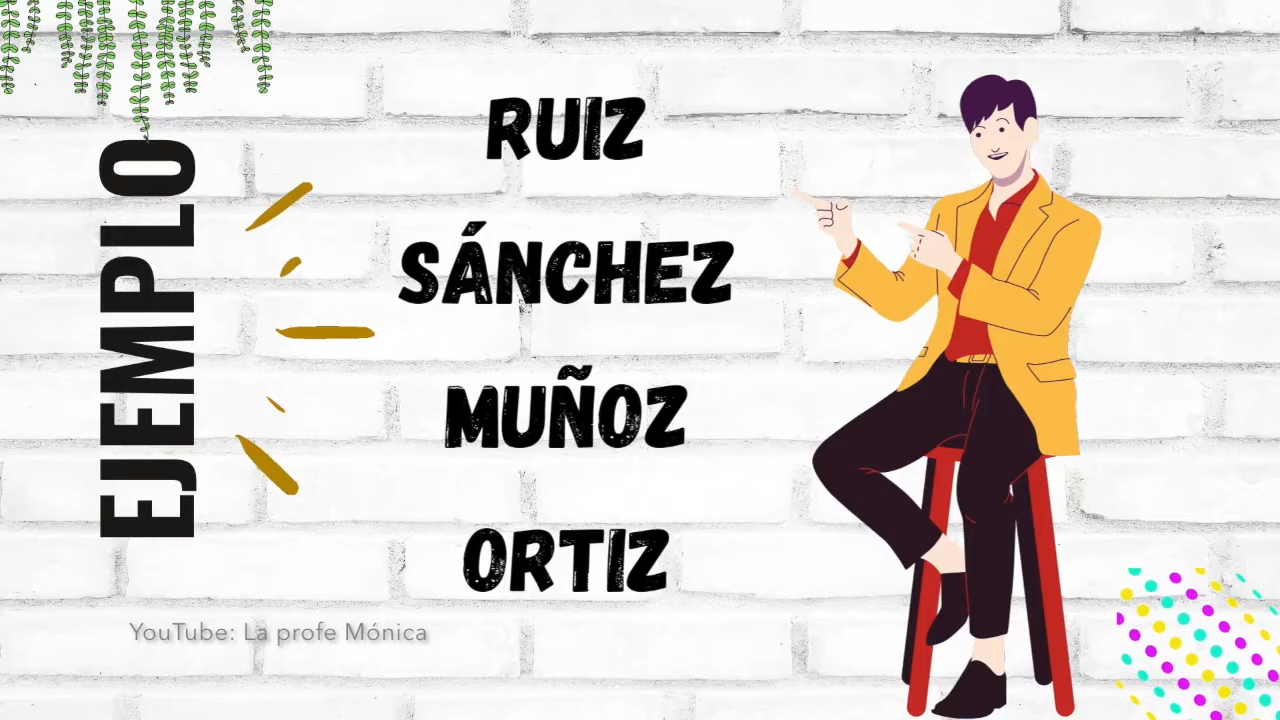 EJEMPLO
RUIZ
SÁNCHEZ
MUÑOZ
ORTIZ
YouTube: La profe Mónica